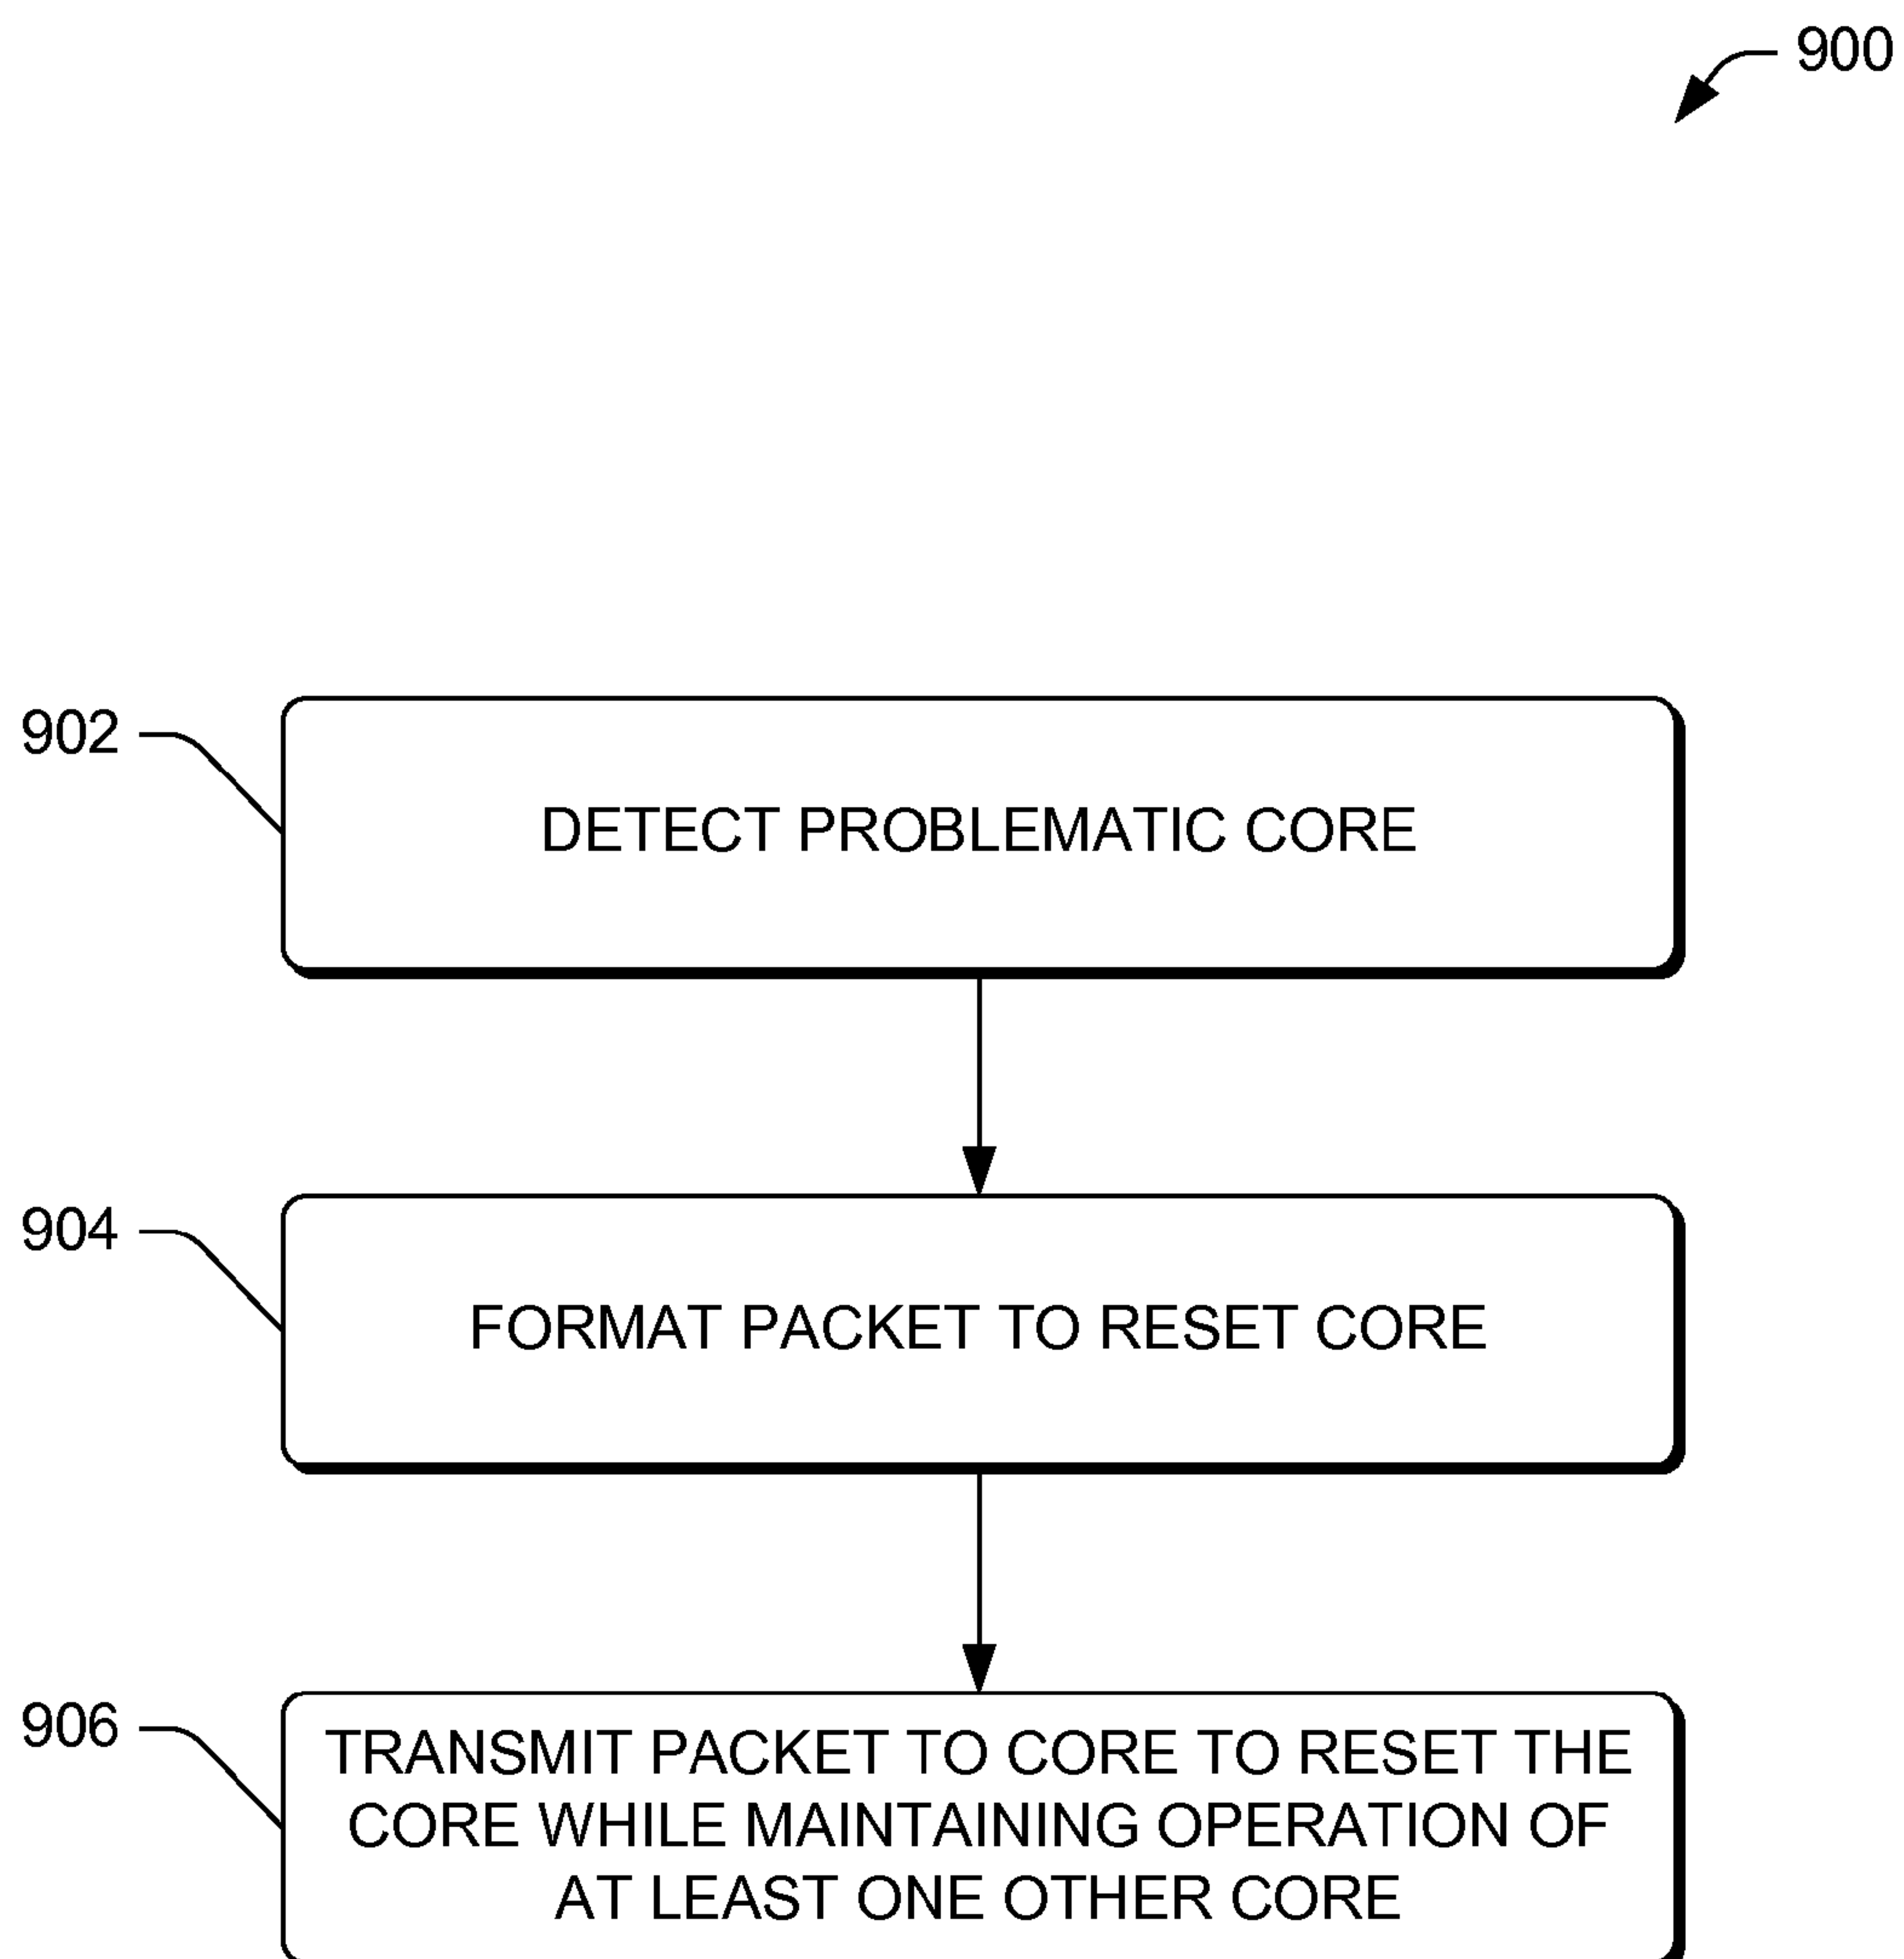 900
902
DETECT PROBLEMATIC CORE
904
FORMAT PACKET TO RESET CORE
906
TRANSMIT PACKET TO CORE TO RESET THE
CORE WHILE MAINTAINING OPERATION OF
AT LEAST ONE OTHER CORE